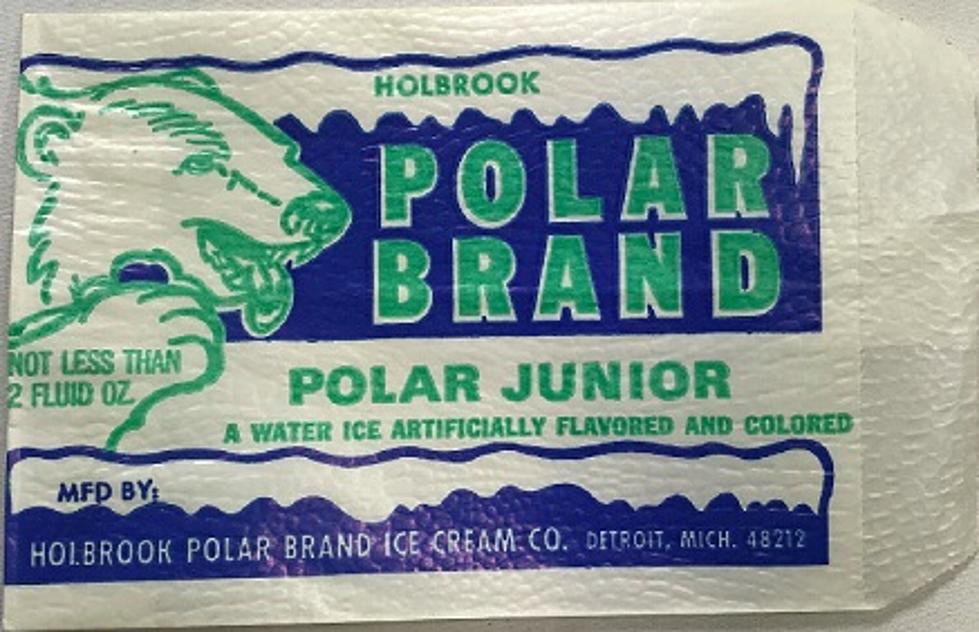 HOLBROOK
POLAR
BRAND
NOT LESS THAN
2 FLUID OZ.
POLAR JUNIOR
A WATER ICE ARTIFICIALLY FLAVORED AND COLORED
MFD BY:
HOLBROOK POLAR BRAND ICE CREAM CO. DETROIT, MICH. 48212